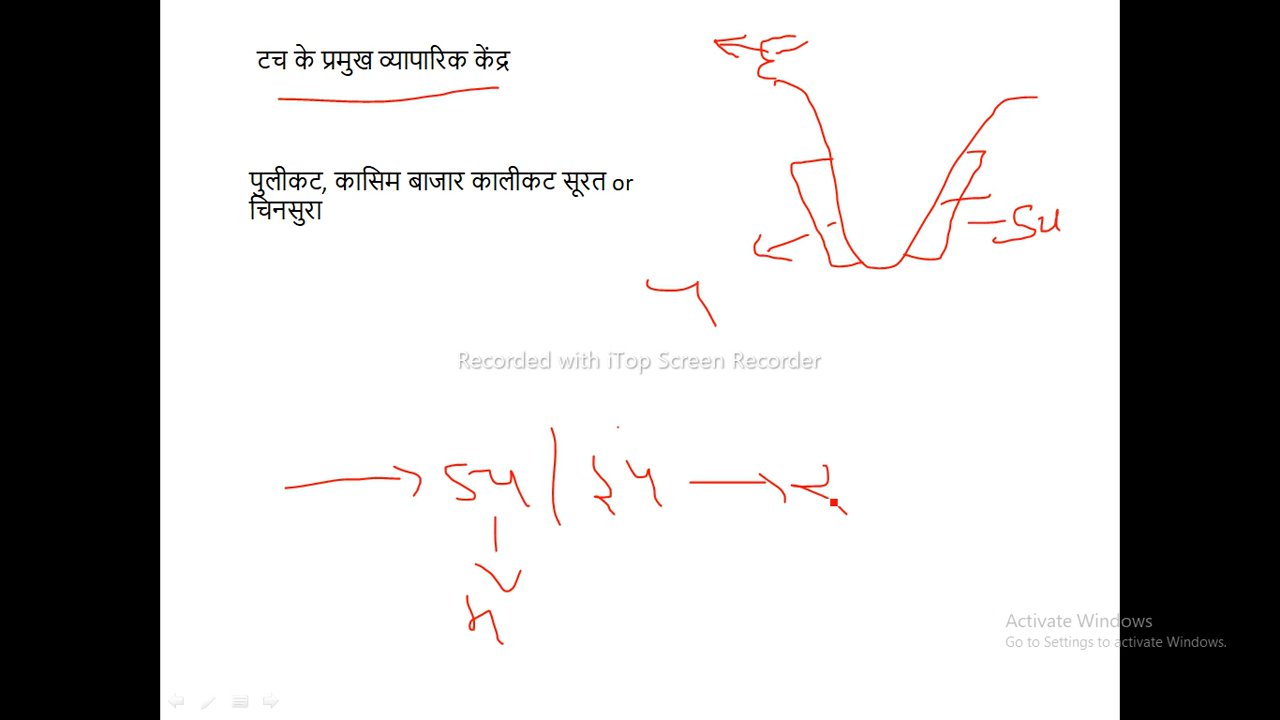 टच के प्रमुख व्यापारिक केंद्र
पुलीकट, कासिम बाजार कालीकट सूरत or
चिनसुरा
Recorded with iTop Screen Recorder
Activate Windows
Go to Settings to activate Windows.